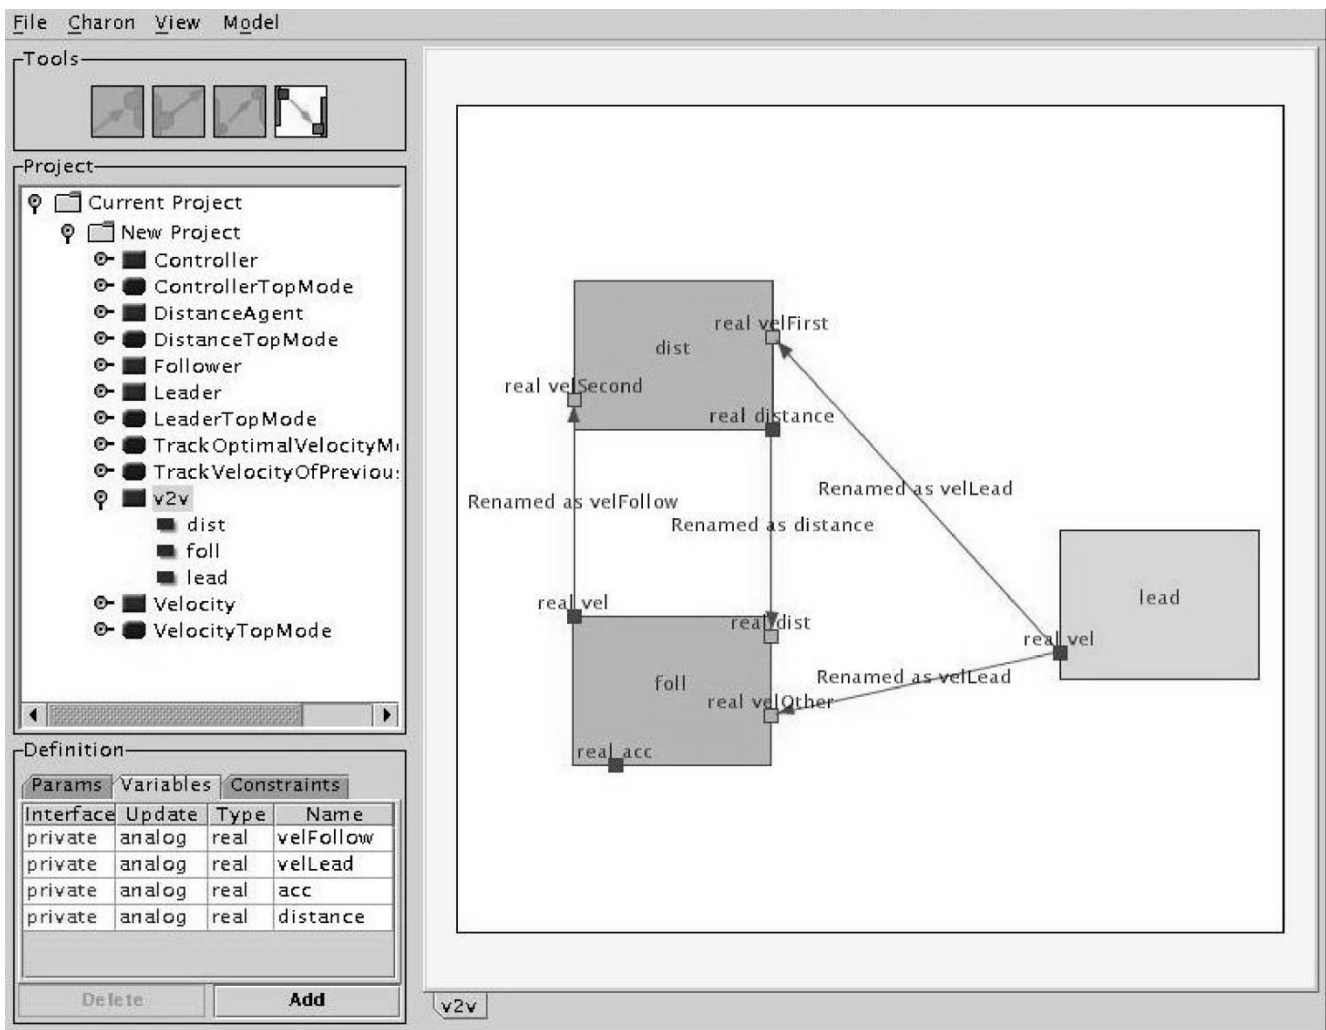 File Charon View Model
Tools
Project
Current Project
New Project
Controller
ControllerTopMode
DistanceAgent
DistanceTopMode
Follower
Leader
LeaderTopMode
TrackOptimalVelocityM
TrackVelocityOfPreviou
v2v
dist
foll
lead
Velocity
VelocityTopMode
Definition
Params Variables Constraints
Interface Update Type Name
private analog real velFollow
private analog real velLead
private analog real acc
private analog real distance
Delete Add
real velFirst
dist
real velSecond
real distance
Renamed as velLead
Renamed as velFollow
Renamed as distance
lead
real vel
real dist
real vel
Renamed as velLead
foll
real velOther
real acc
v2v